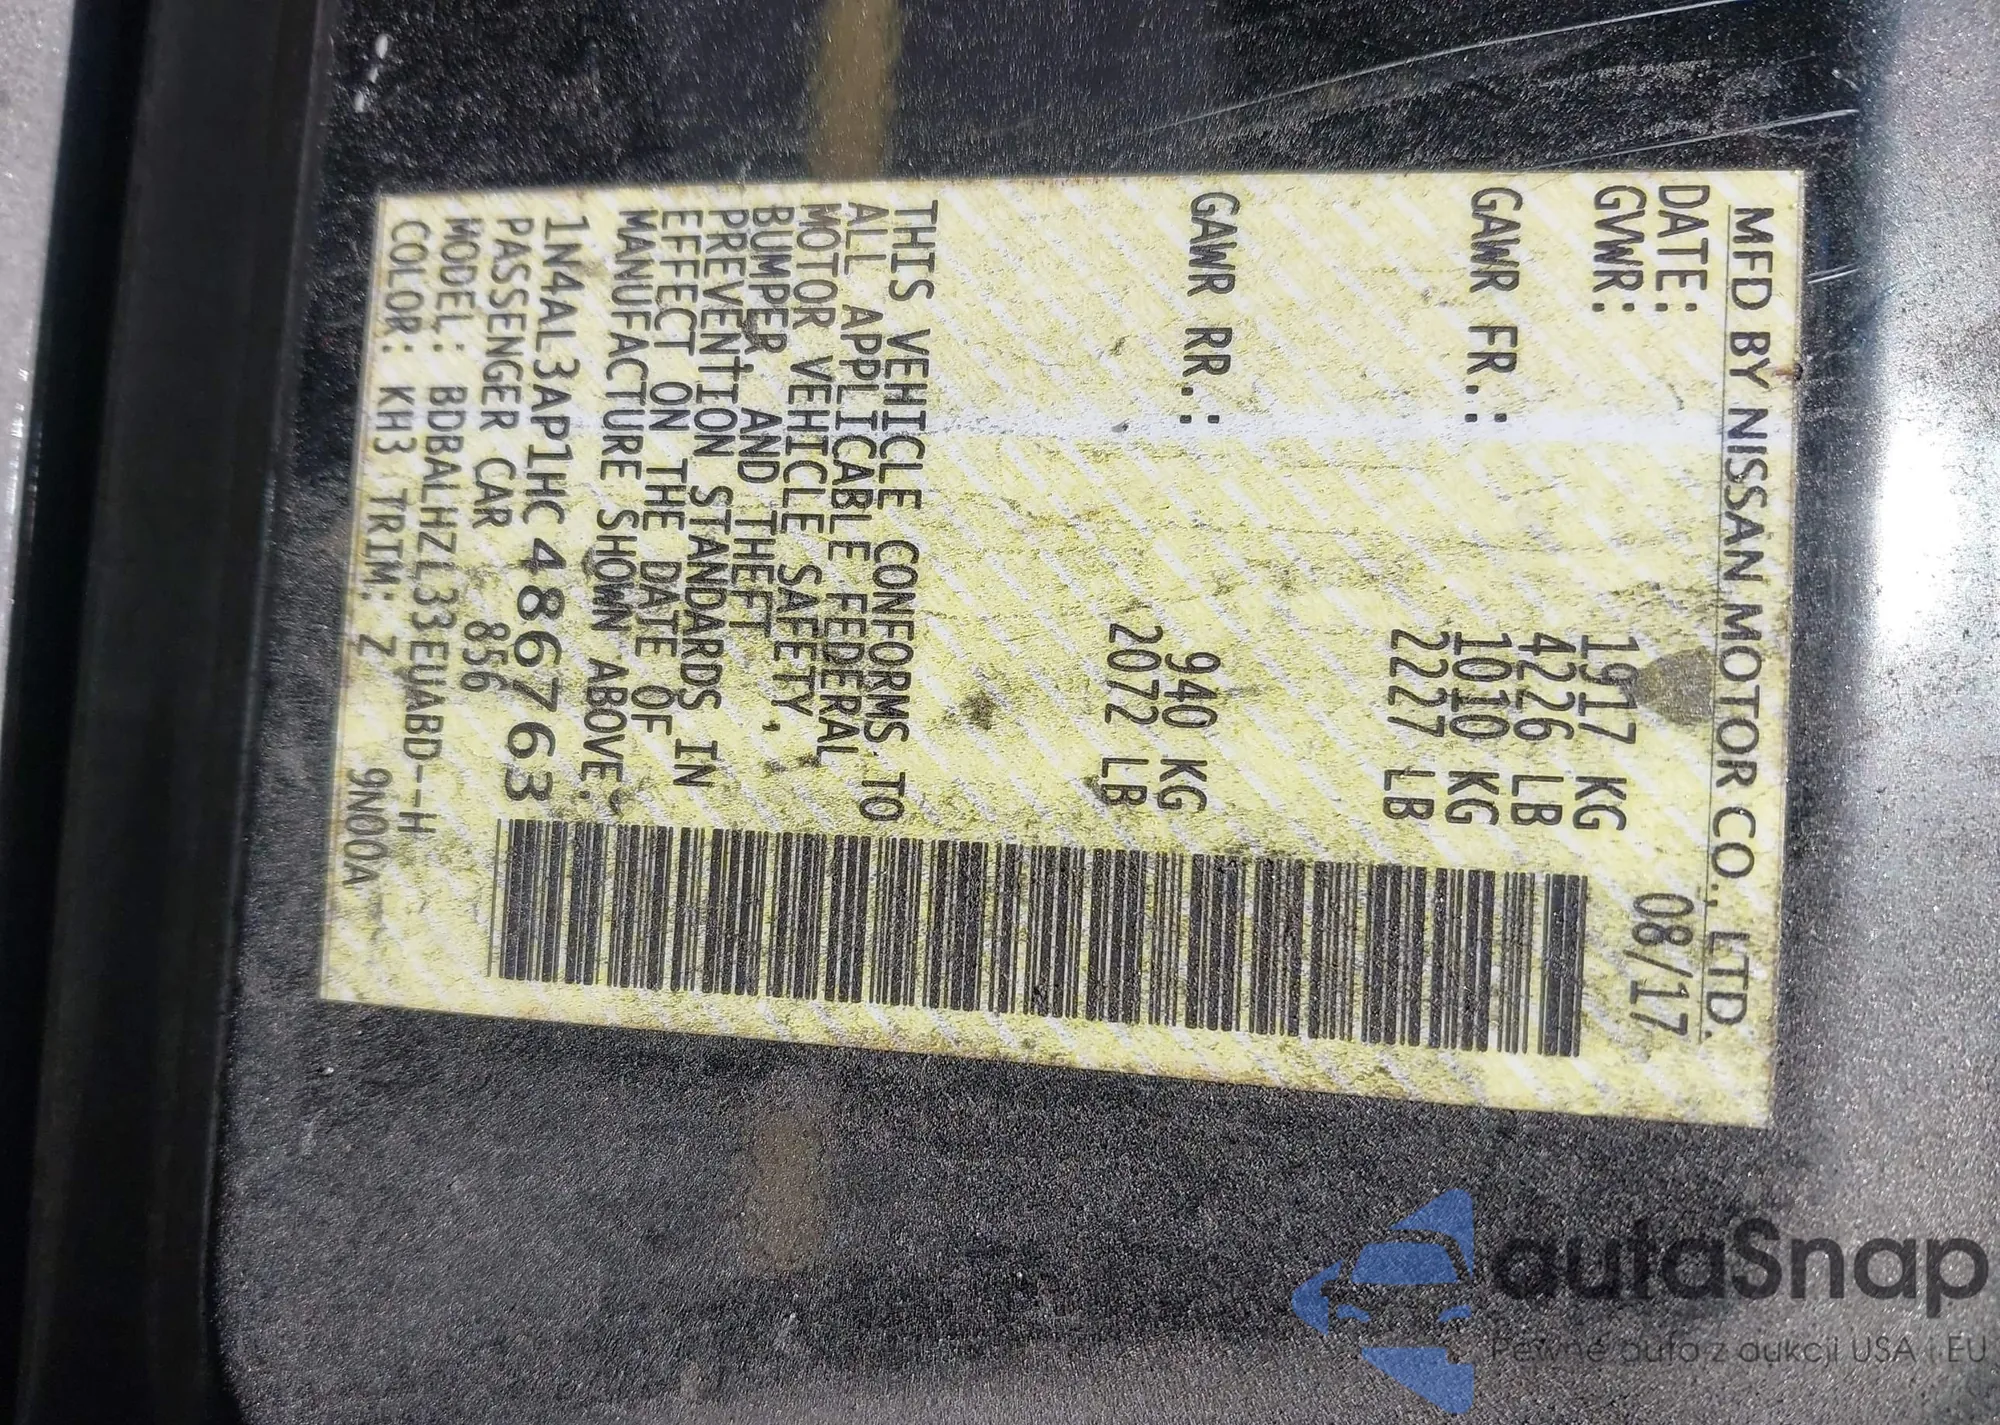 MFD BY NISSAN MOTOR CO., LTD.
DATE: 08/17
GVWR: 1917 KG
4226 LB
GAWR FR.: 1010 KG
2227 LB
GAWR RR.: 940 KG
2072 LB
THIS VEHICLE CONFORMS TO
ALL APPLICABLE FEDERAL
MOTOR VEHICLE SAFETY,
BUMPER AND THEFT
PREVENTION STANDARDS IN
EFFECT ON THE DATE OF
MANUFACTURE SHOWN ABOVE.
1N4AL3AP1HC 486763
PASSENGER CAR 856
MODEL: BDBALHZL33EUABD--H
COLOR: KH3 TRIM: Z 9N00A
autaSnap
Pewne auto z aukcji USA i EU